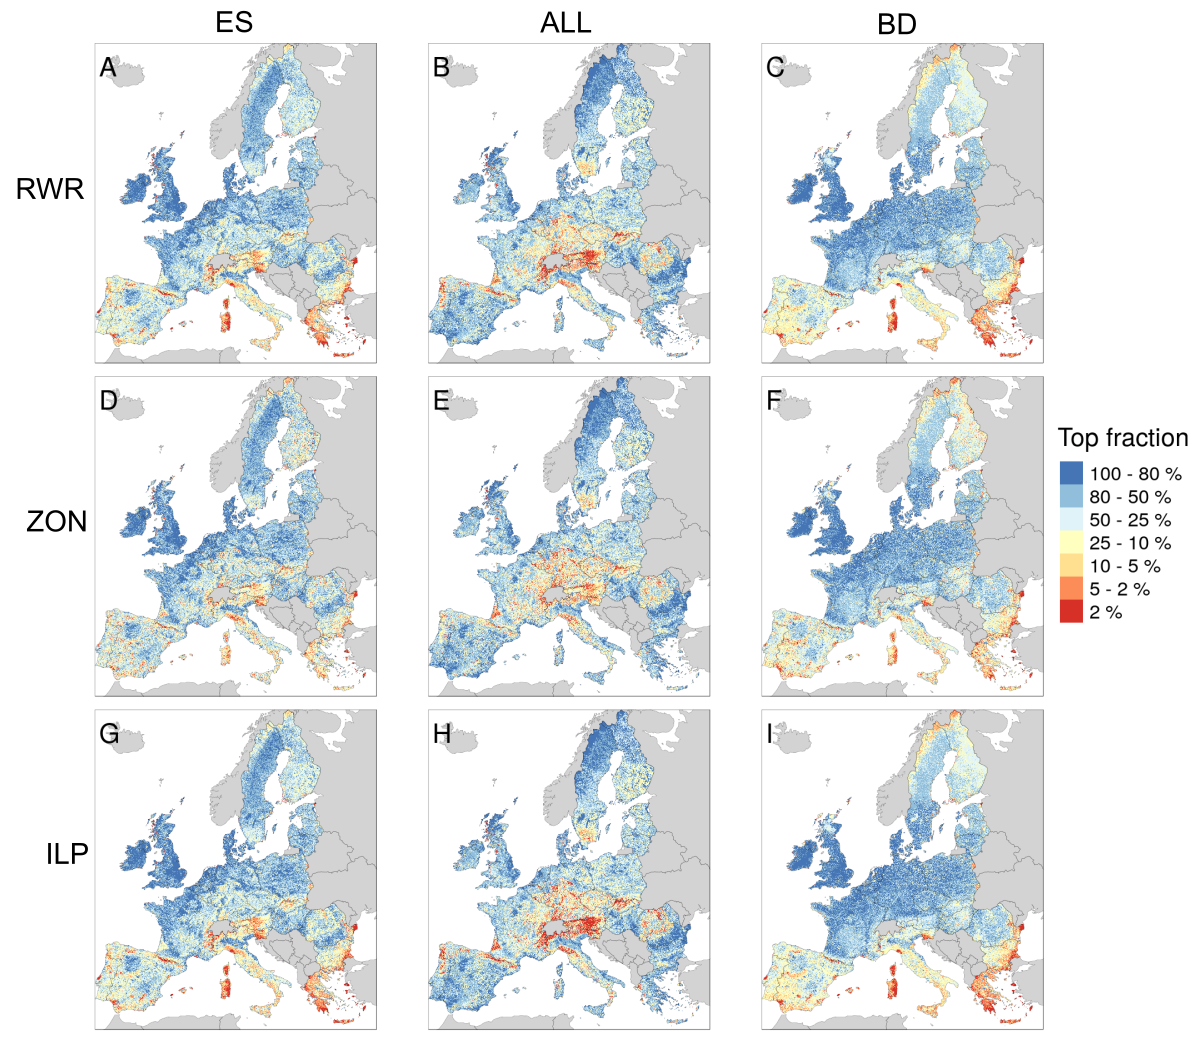 ES ALL BD
A B C
RWR
D E F
Top fraction
100 - 80 %
80 - 50 %
50 - 25 %
25 - 10 %
10 - 5 %
5 - 2 %
2 %
ZON
G H I
ILP